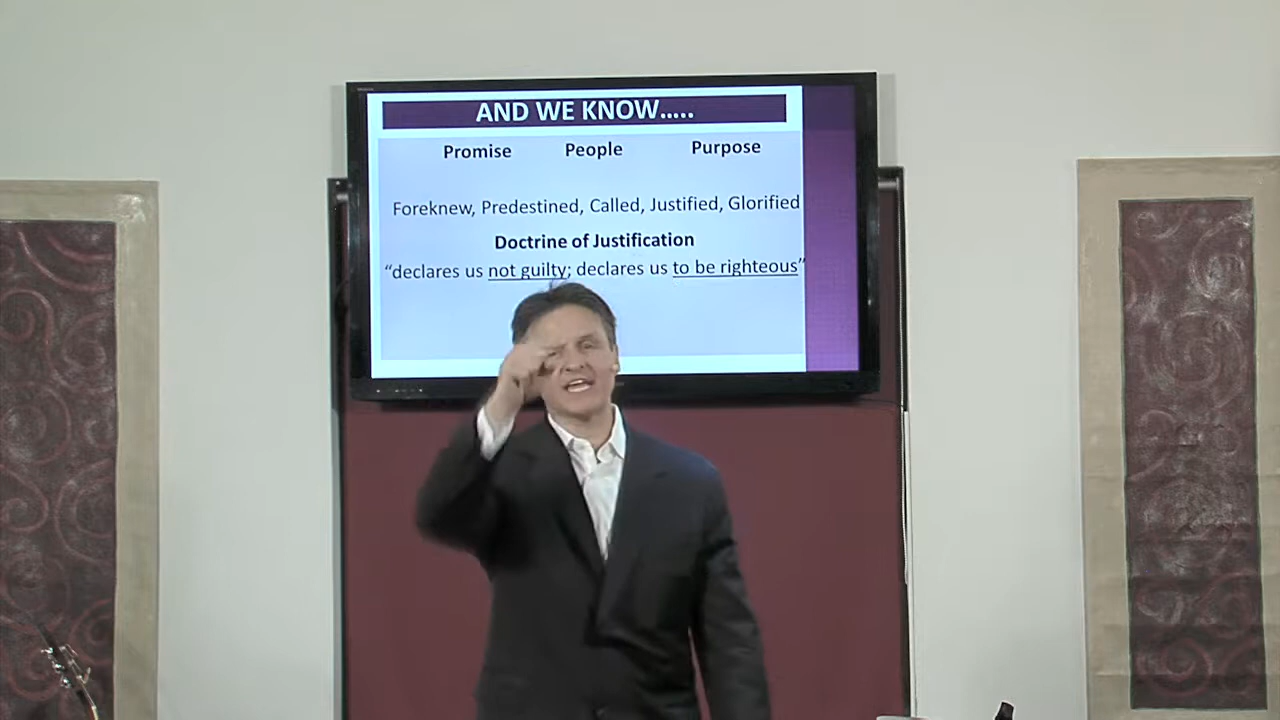 AND WE KNOW.....
Promise People Purpose
Foreknew, Predestined, Called, Justified, Glorified
Doctrine of Justification
“declares us not guilty; declares us to be righteous”